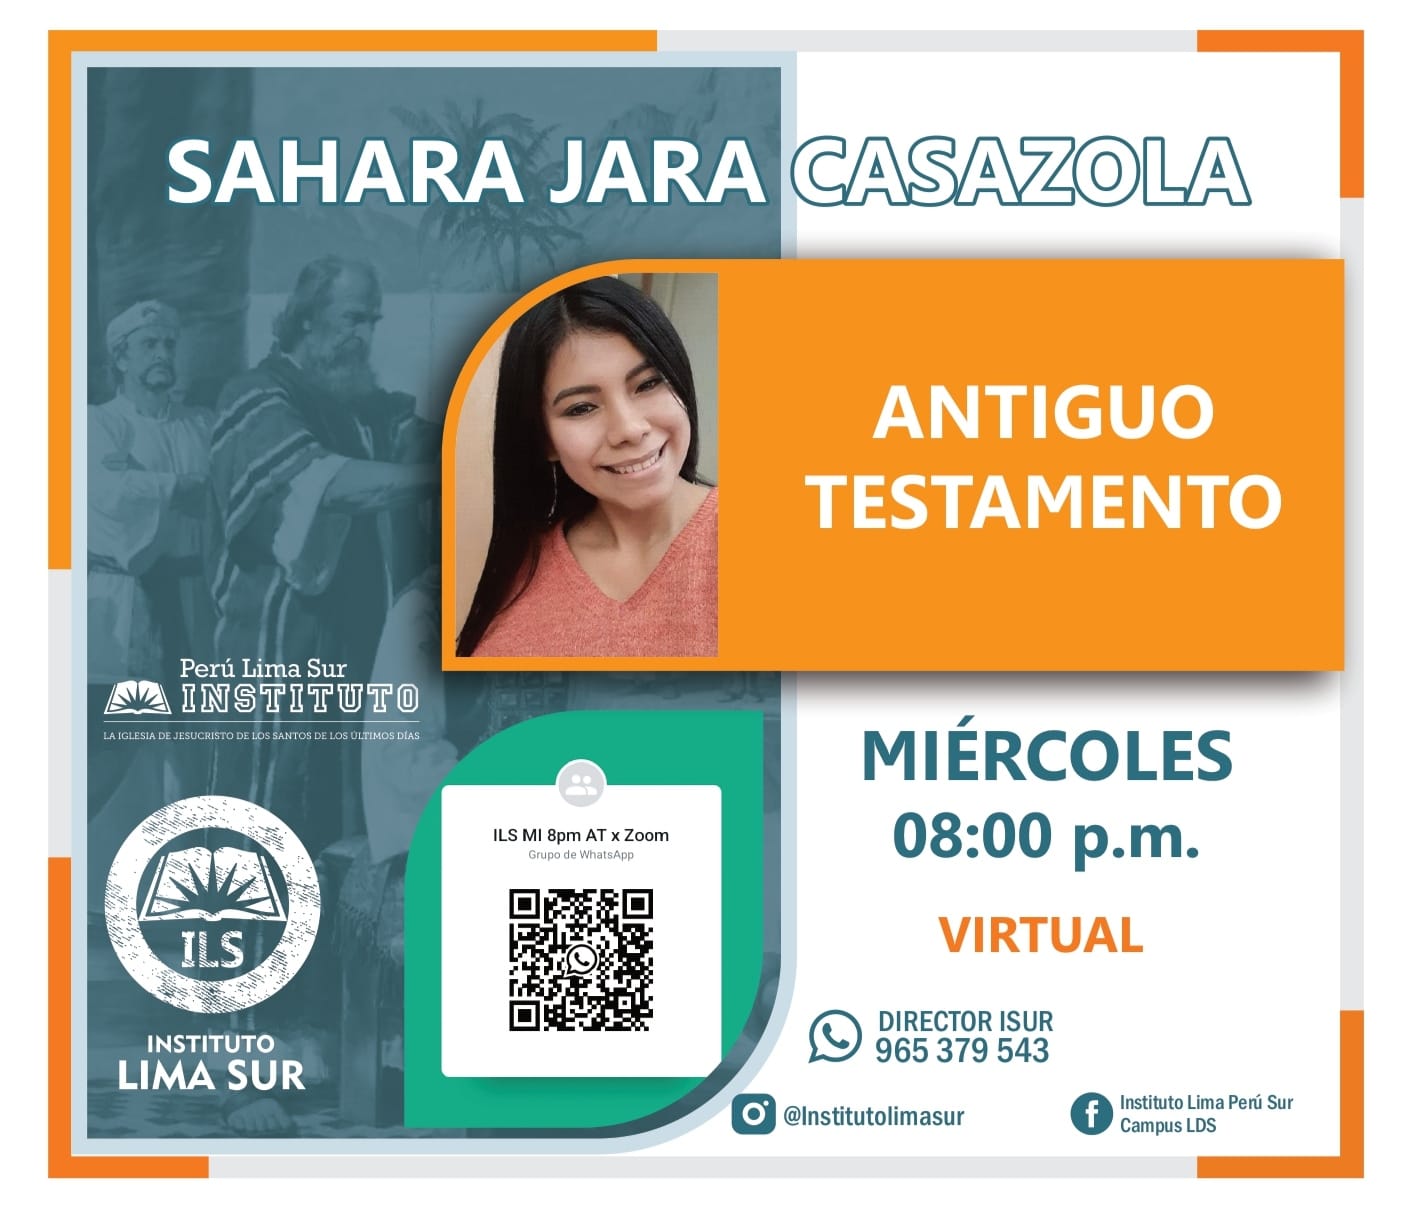 SAHARA JARA CASAZOLA
ANTIGUO
TESTAMENTO
Perú Lima Sur
INSTITUTO
LA IGLESIA DE JESUCRISTO DE LOS SANTOS DE LOS ÚLTIMOS DÍAS
ILS
INSTITUTO
LIMA SUR
ILS MI 8pm AT x Zoom
Grupo de WhatsApp
MIÉRCOLES
08:00 p.m.
VIRTUAL
DIRECTOR ISUR
965 379 543
@Institutolimasur
Instituto Lima Perú Sur
Campus LDS